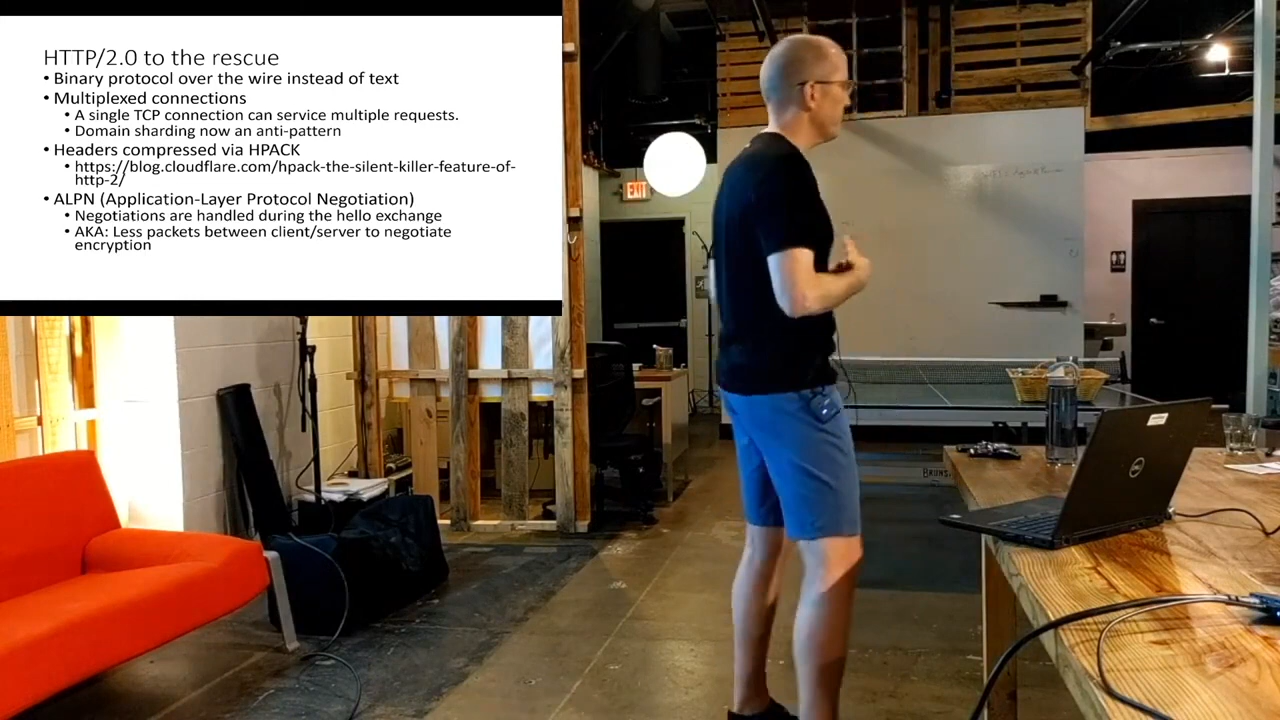 HTTP/2.0 to the rescue
• Binary protocol over the wire instead of text
• Multiplexed connections
• A single TCP connection can service multiple requests.
• Domain sharding now an anti-pattern
• Headers compressed via HPACK
• https://blog.cloudflare.com/hpack-the-silent-killer-feature-of-
http-2/
• ALPN (Application-Layer Protocol Negotiation)
• Negotiations are handled during the hello exchange
• AKA: Less packets between client/server to negotiate
encryption
EXIT
DELL